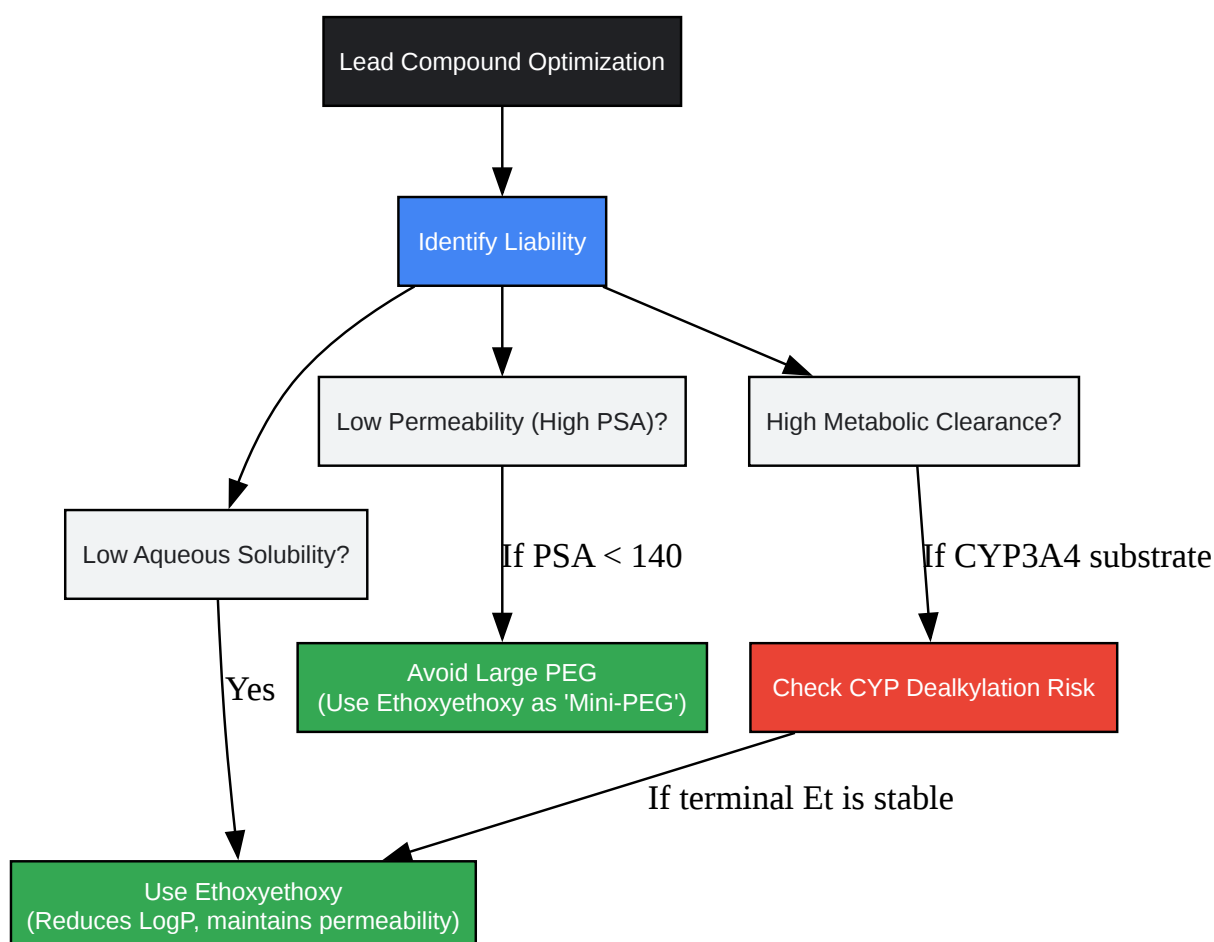 Lead Compound Optimization
Identify Liability
Low Permeability (High PSA)?
High Metabolic Clearance?
Low Aqueous Solubility?
If PSA < 140
If CYP3A4 substrate
Yes
Avoid Large PEG
(Use Ethoxyethoxy as 'Mini-PEG')
Check CYP Dealkylation Risk
If terminal Et is stable
Use Ethoxyethoxy
(Reduces LogP, maintains permeability)